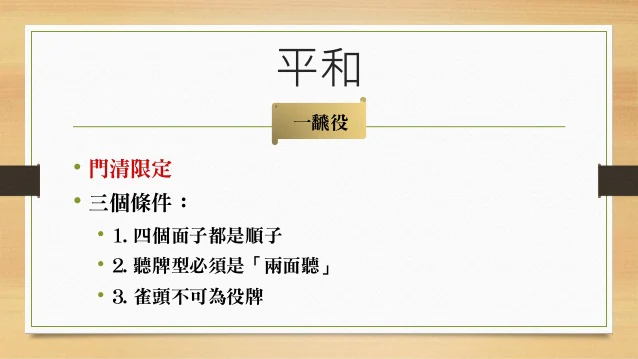 平和
一飜役
• 門清限定
• 三個條件：
• 1. 四個面子都是順子
• 2. 聽牌型必須是「兩面聽」
• 3. 雀頭不可為役牌